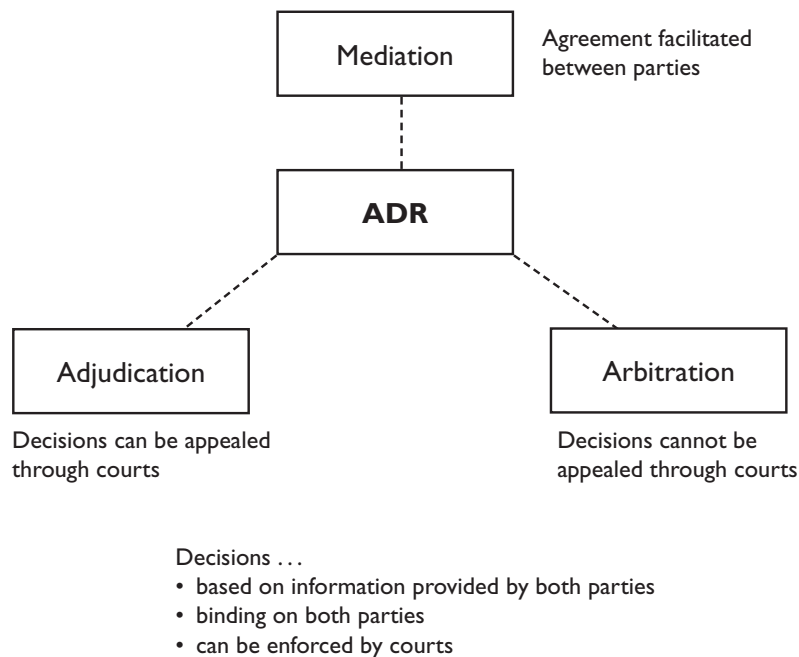 Mediation
Agreement facilitated
between parties
ADR
Adjudication
Decisions can be appealed
through courts
Arbitration
Decisions cannot be
appealed through courts
Decisions …
• based on information provided by both parties
• binding on both parties
• can be enforced by courts